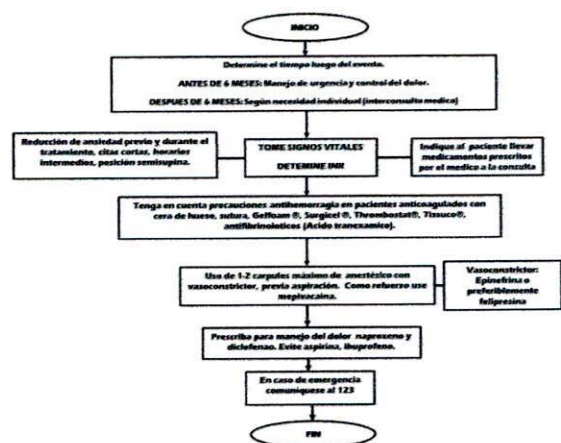 INICIO
Determine el tiempo luego del evento.
ANTES DE 6 MESES: Manejo de urgencia y control del dolor.
DESPUES DE 6 MESES: Según necesidad individual (interconsulta medica)
Reducción de ansiedad previo y durante el
tratamiento, citas cortas, horarios
intermedios, posición semisupina.
TOME SIGNOS VITALES
DETEMINE INR
Indique al paciente llevar
medicamentos prescritos
por el medico a la consulta
Tenga en cuenta precauciones antihemorragia en pacientes anticoagulados con
cera de hueso, sutura, Gelfoam ®, Surgicel ®, Thrombostat®, Tissuco®,
antifibrinoloticos (Acido tranexamico).
Uso de 1-2 carpules máximo de anestésico con
vasoconstrictor, previa aspiración. Como refuerzo use
mepivacaina.
Vasoconstrictor:
Epinefrina o
preferiblemente
felipresina
Prescriba para manejo del dolor naproxeno y
diclofenao. Evite aspirina, ibuprofeno.
En caso de emergencia
comuniquese al 123
FIN